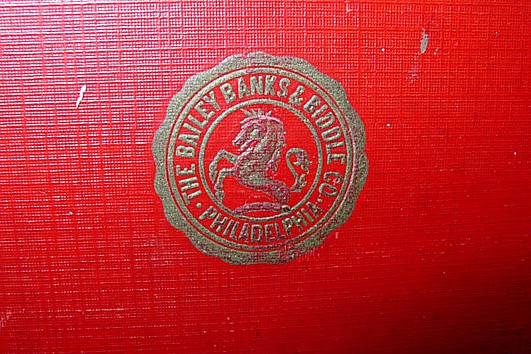 THE BAILEY BANKS & BIDDLE CO.
· PHILADELPHIA ·